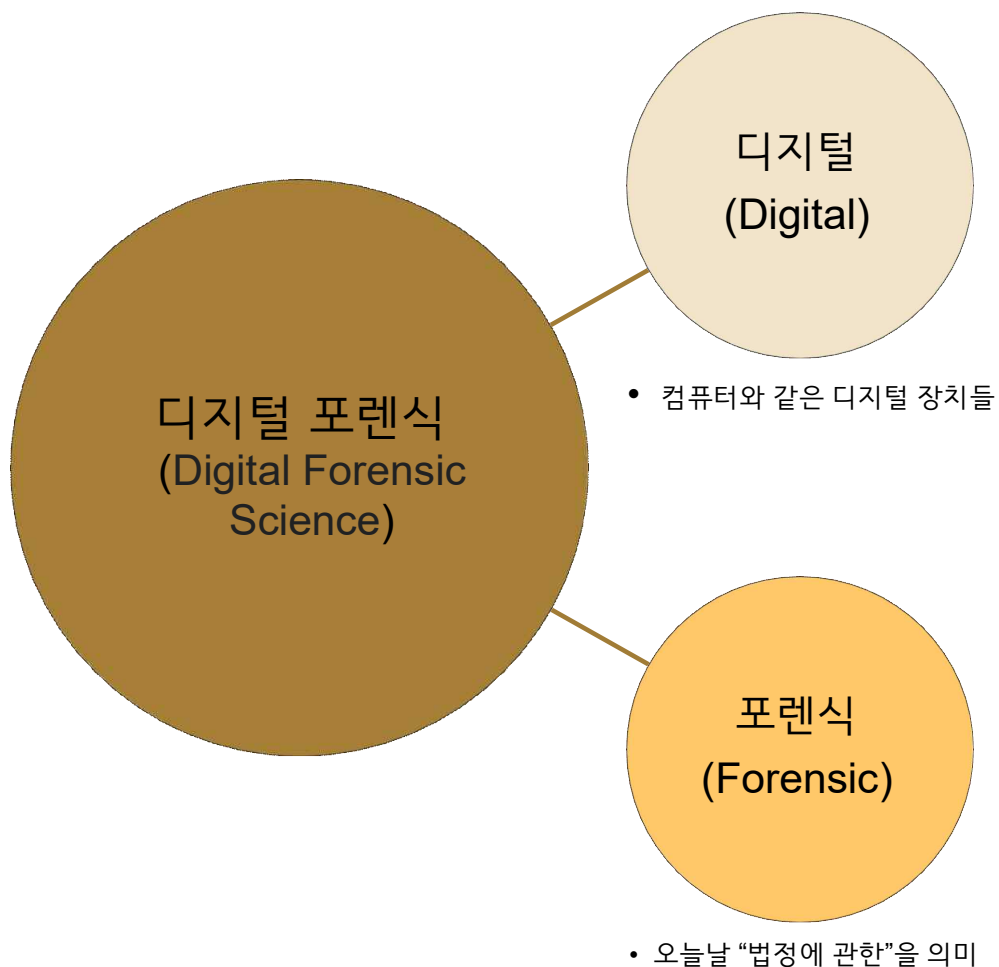 디지털
(Digital)
• 컴퓨터와 같은 디지털 장치들
디지털 포렌식
(Digital Forensic
Science)
포렌식
(Forensic)
• 오늘날 “법정에 관한”을 의미